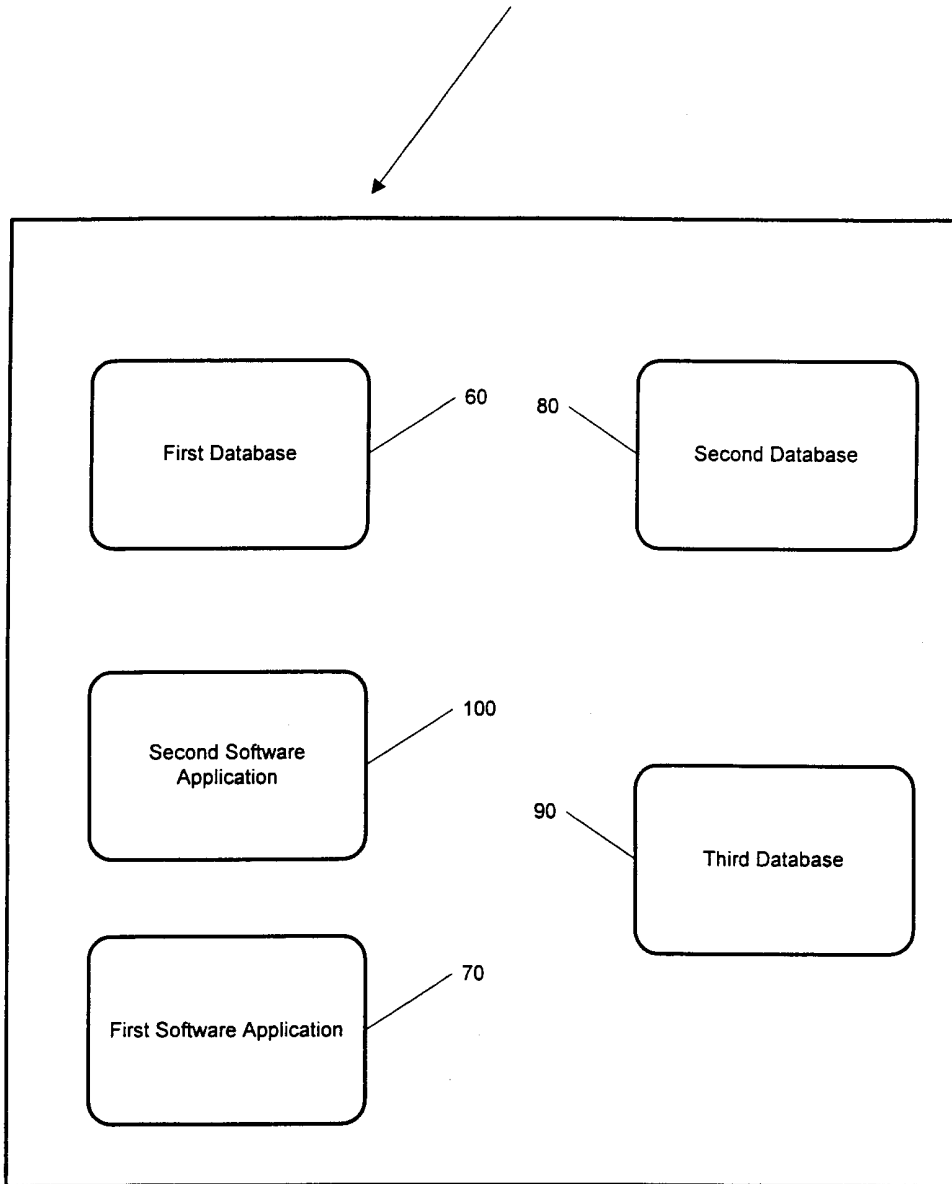 First Database
60
80
Second Database
Second Software
Application
100
90
Third Database
First Software Application
70